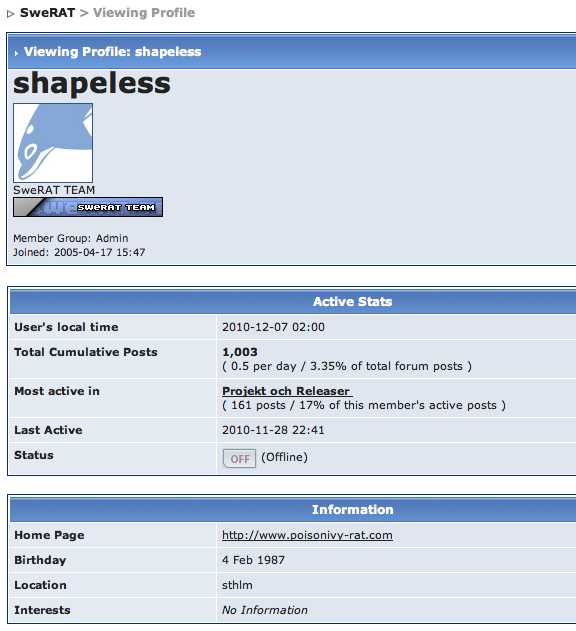 SweRAT > Viewing Profile
Viewing Profile: shapeless
shapeless
SweRAT TEAM
SWERAT TEAM
Member Group: Admin
Joined: 2005-04-17 15:47
Active Stats
User's local time 2010-12-07 02:00
Total Cumulative Posts 1,003
( 0.5 per day / 3.35% of total forum posts )
Most active in Projekt och Releaser
( 161 posts / 17% of this member's active posts )
Last Active 2010-11-28 22:41
Status OFF (Offline)
Information
Home Page http://www.poisonivy-rat.com
Birthday 4 Feb 1987
Location sthlm
Interests No Information